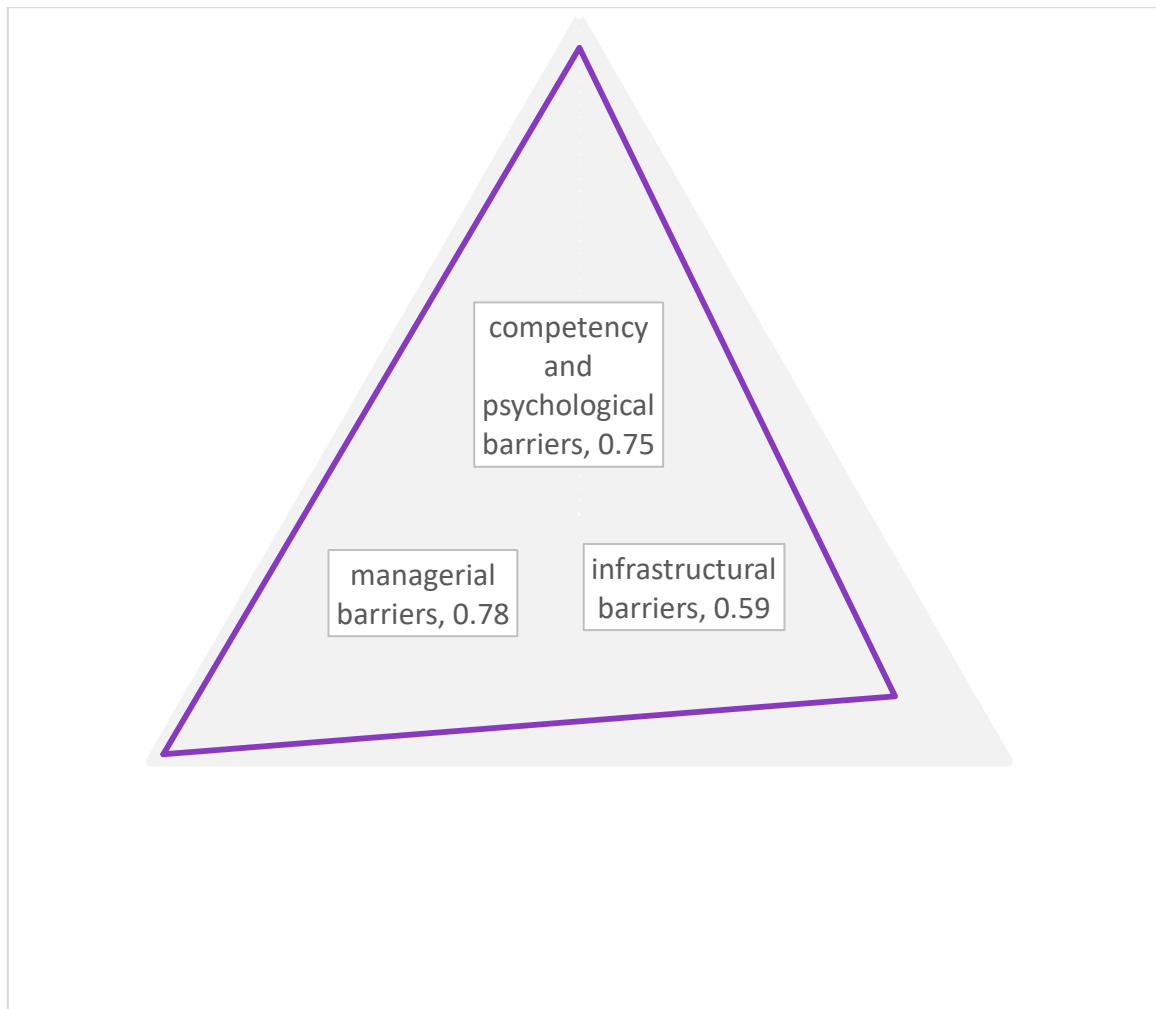 competency
and
psychological
barriers, 0.75
managerial
barriers, 0.78
infrastructural
barriers, 0.59